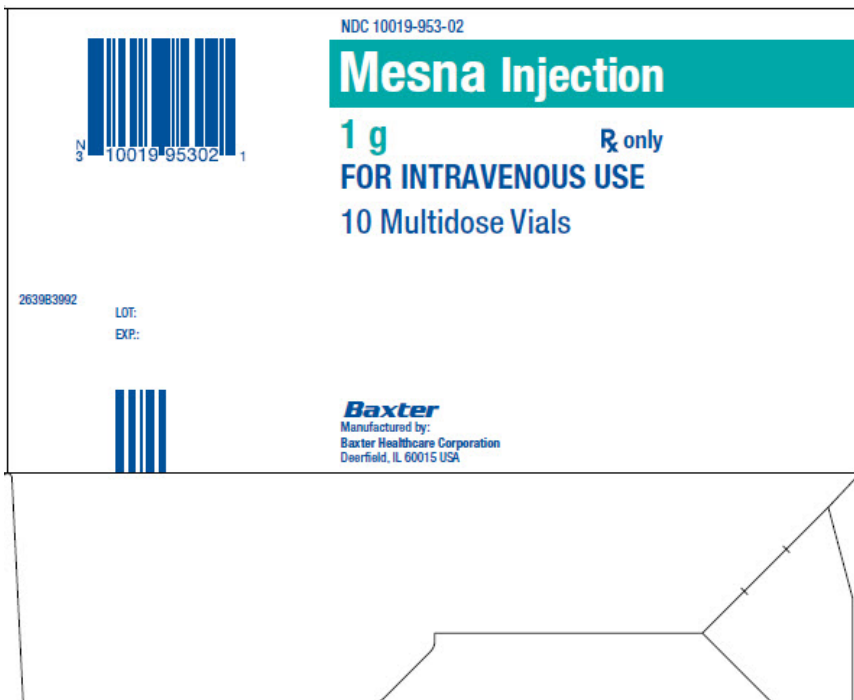 NDC 10019-953-02
Mesna Injection
1 g
℞ only
FOR INTRAVENOUS USE
10 Multidose Vials
N
3 10019 95302 1
2639B3992
LOT:
EXP.:
Baxter
Manufactured by:
Baxter Healthcare Corporation
Deerfield, IL 60015 USA